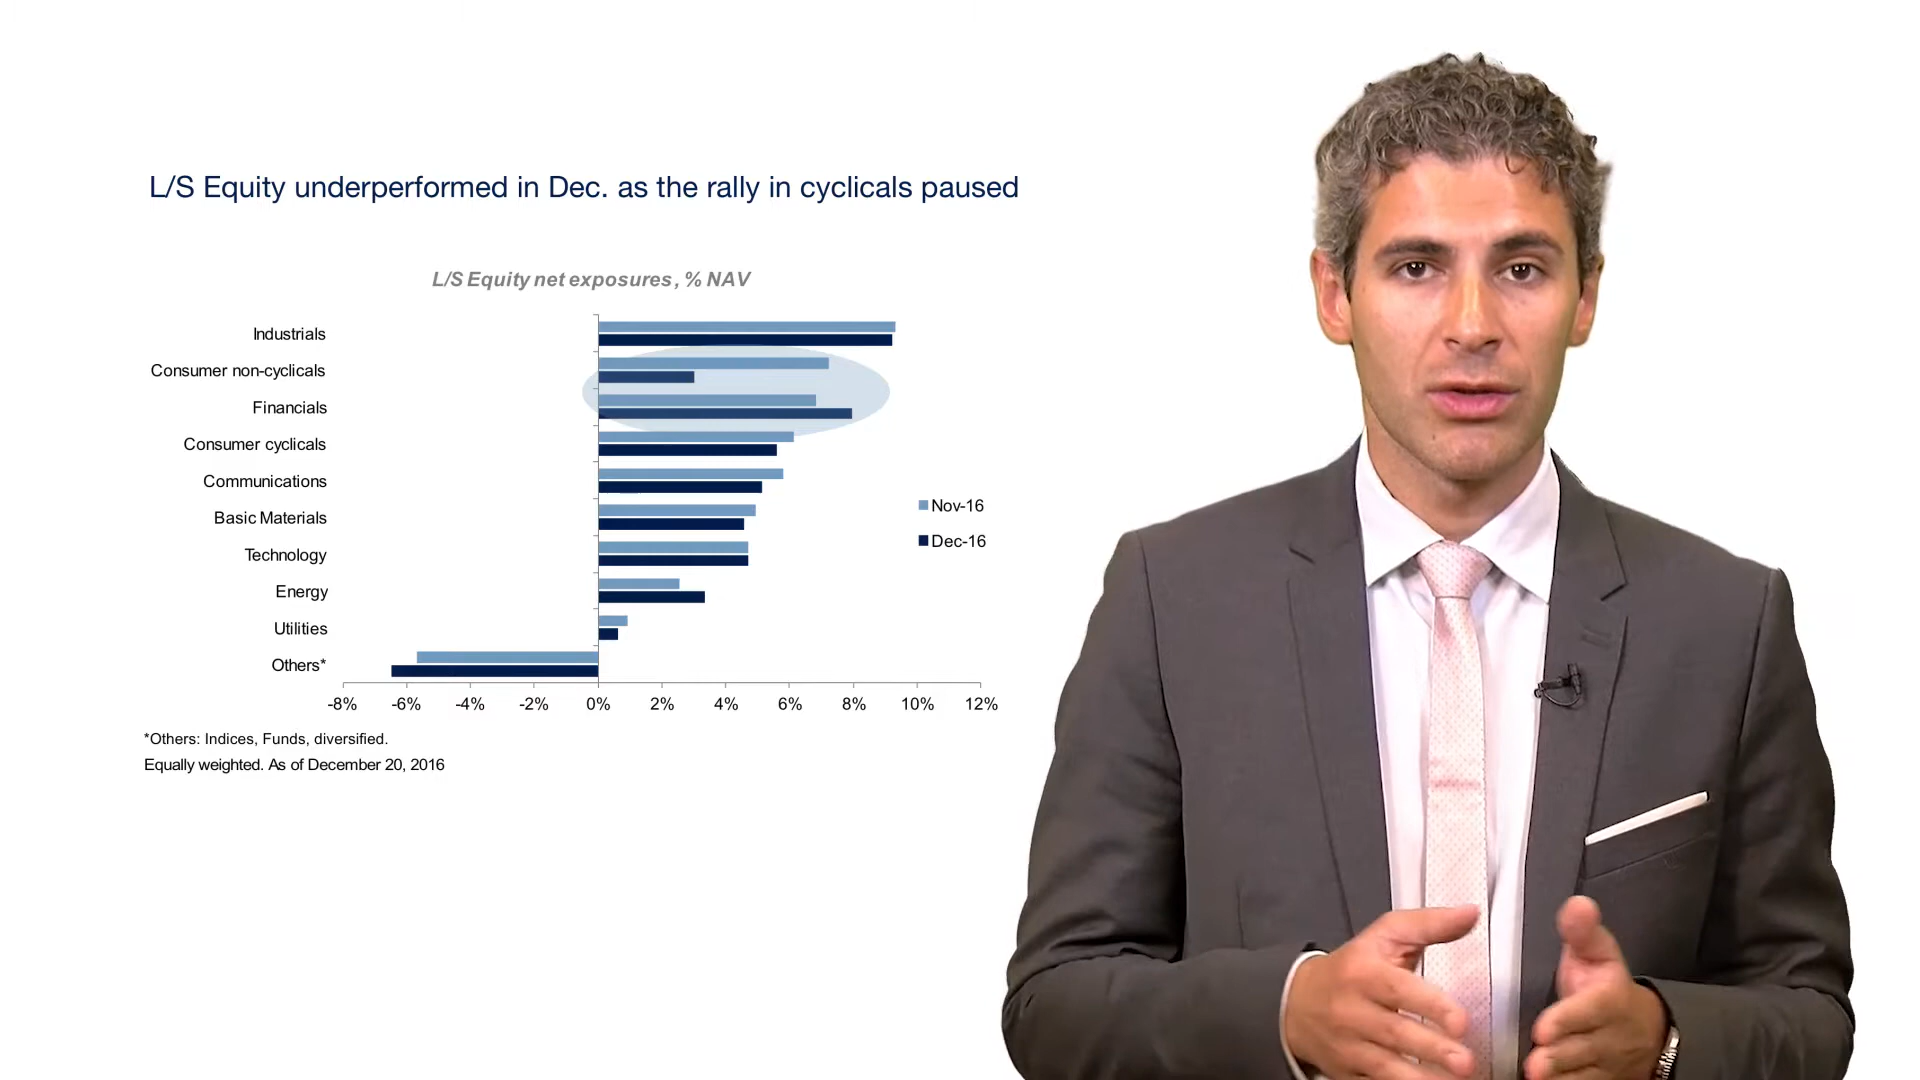 L/S Equity underperformed in Dec. as the rally in cyclicals paused
L/S Equity net exposures, % NAV
Industrials
Consumer non-cyclicals
Financials
Consumer cyclicals
Communications
Basic Materials
Technology
Energy
Utilities
Others*
Nov-16
Dec-16
-8% -6% -4% -2% 0% 2% 4% 6% 8% 10% 12%
*Others: Indices, Funds, diversified.
Equally weighted. As of December 20, 2016